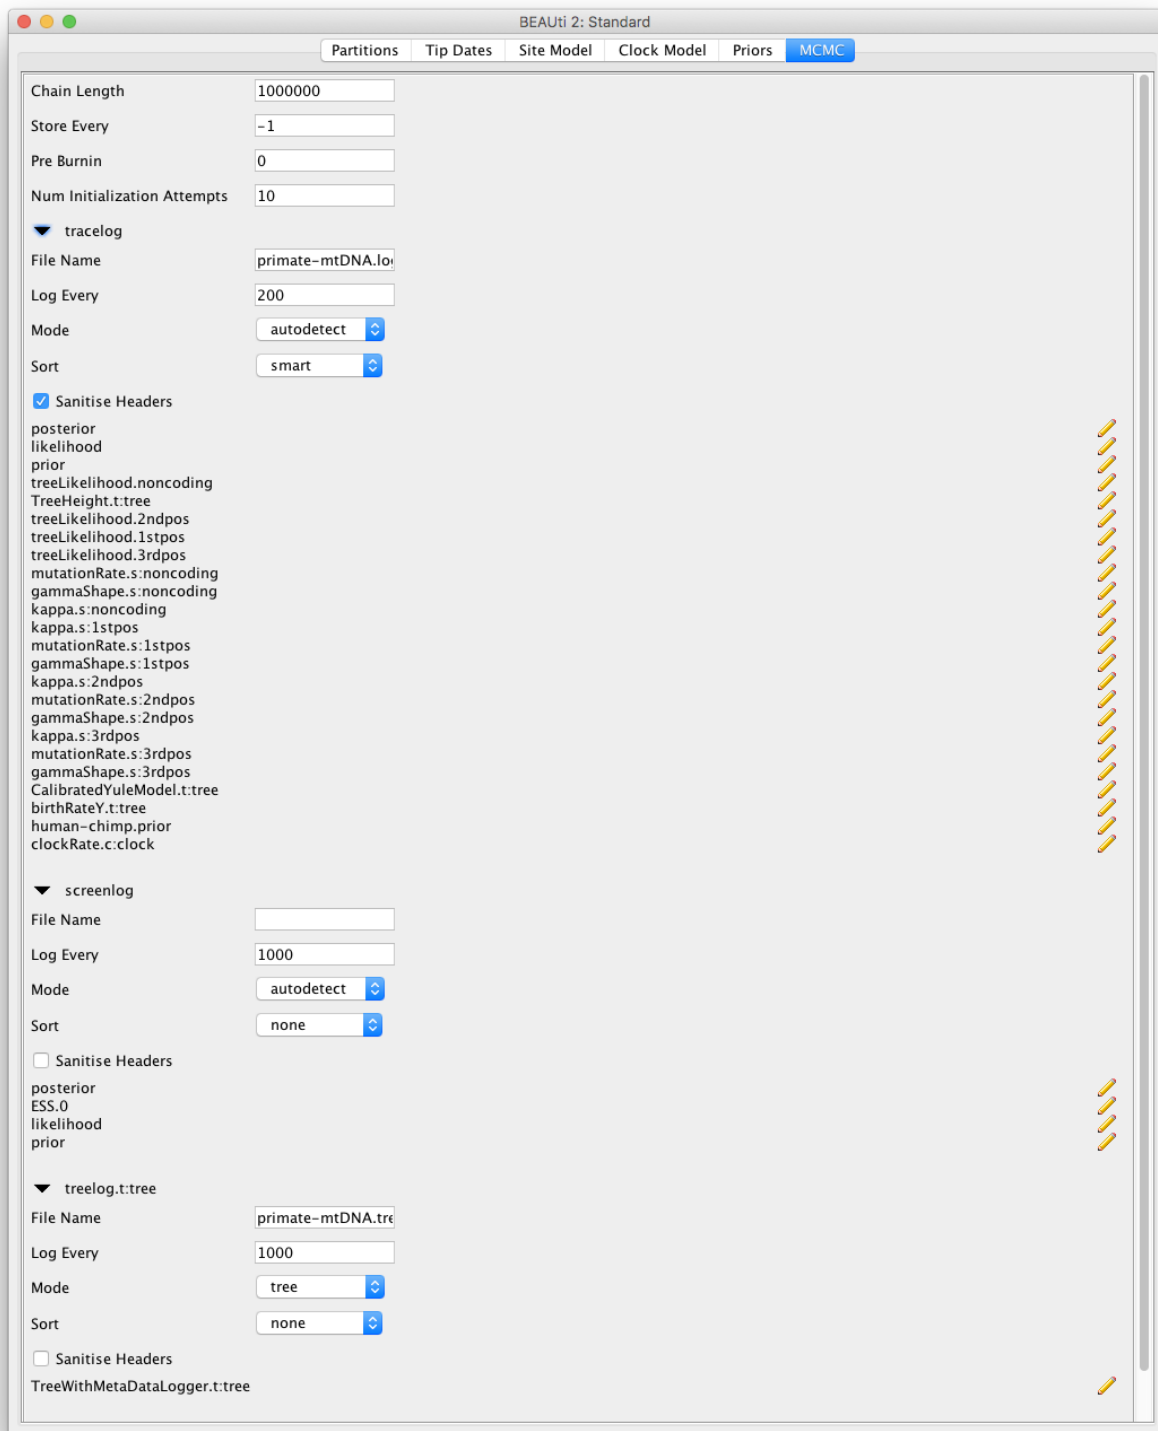 BEAUti 2: Standard
Partitions Tip Dates Site Model Clock Model Priors MCMC
Chain Length 1000000
Store Every -1
Pre Burnin 0
Num Initialization Attempts 10
tracelog
File Name primate-mtDNA.log
Log Every 200
Mode autodetect
Sort smart
Sanitise Headers
posterior
likelihood
prior
treeLikelihood.noncoding
TreeHeight.t:tree
treeLikelihood.2ndpos
treeLikelihood.1stpos
treeLikelihood.3rdpos
mutationRate.s:noncoding
gammaShape.s:noncoding
kappa.s:noncoding
kappa.s:1stpos
mutationRate.s:1stpos
gammaShape.s:1stpos
kappa.s:2ndpos
mutationRate.s:2ndpos
gammaShape.s:2ndpos
kappa.s:3rdpos
mutationRate.s:3rdpos
gammaShape.s:3rdpos
CalibratedYuleModel.t:tree
birthRateY.t:tree
human-chimp.prior
clockRate.c:clock
screenlog
File Name
Log Every 1000
Mode autodetect
Sort none
Sanitise Headers
posterior
ESS.0
likelihood
prior
treelog.t:tree
File Name primate-mtDNA.tre
Log Every 1000
Mode tree
Sort none
Sanitise Headers
TreeWithMetaDataLogger.t:tree